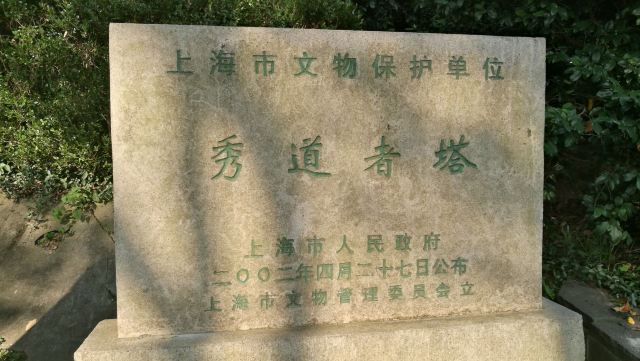 上海市文物保护单位
秀道者塔
上海市人民政府
二〇〇二年四月二十七日公布
上海市文物管理委员会立